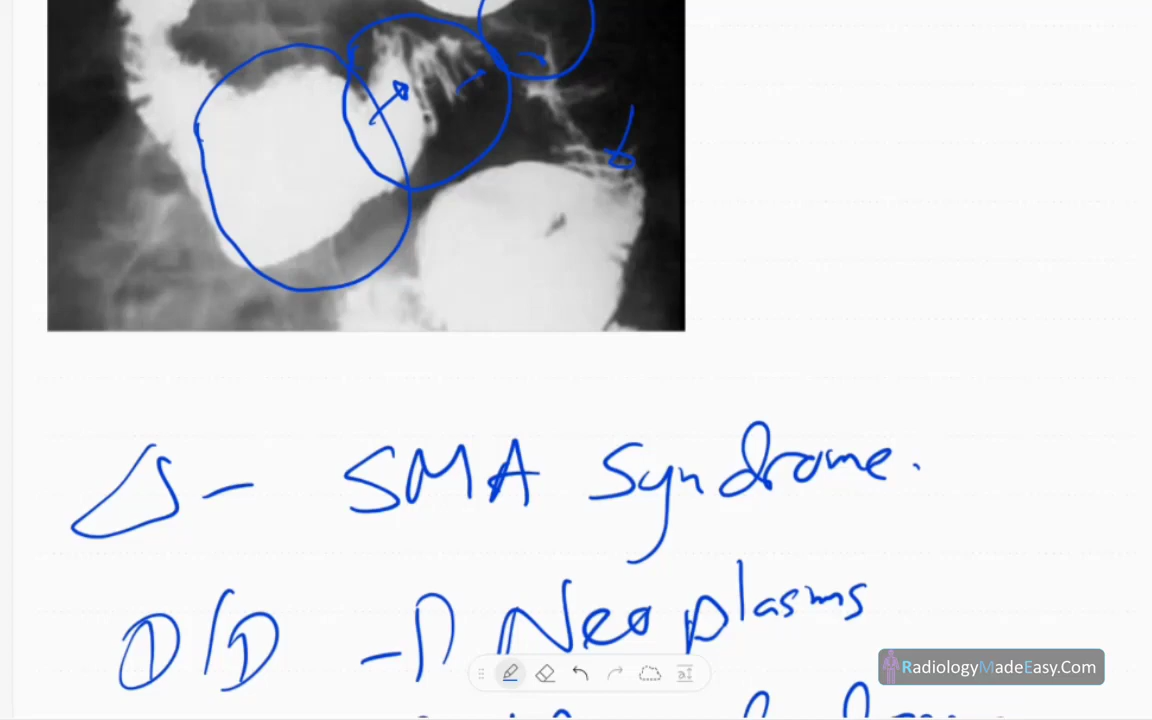 Δ - SMA Syndrome.
D/D - 1) Neoplasms
RadiologyMadeEasy.Com